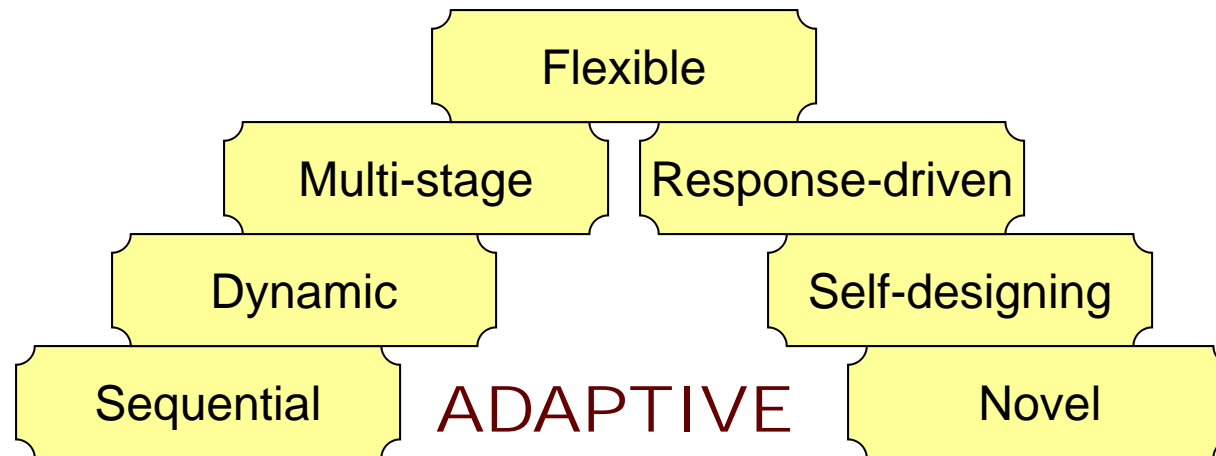 Flexible
Multi-stage Response-driven
Dynamic Self-designing
Sequential ADAPTIVE Novel